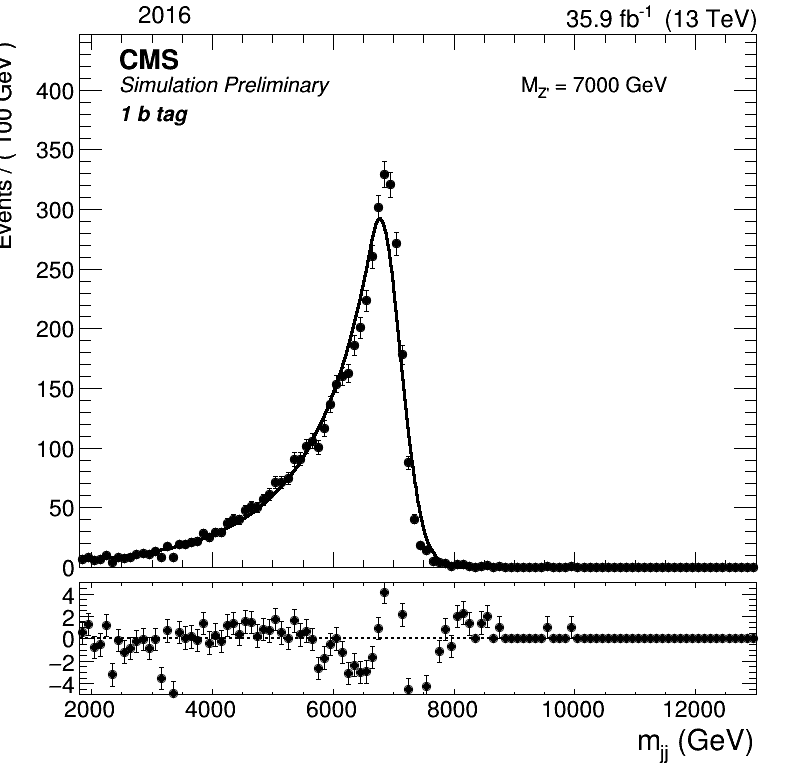 2016
35.9 fb⁻¹ (13 TeV)
CMS
Simulation Preliminary
M_Z' = 7000 GeV
1 b tag
Events / ( 100 GeV )
400
350
300
250
200
150
100
50
0
4
2
0
−2
−4
2000 4000 6000 8000 10000 12000
m_jj (GeV)